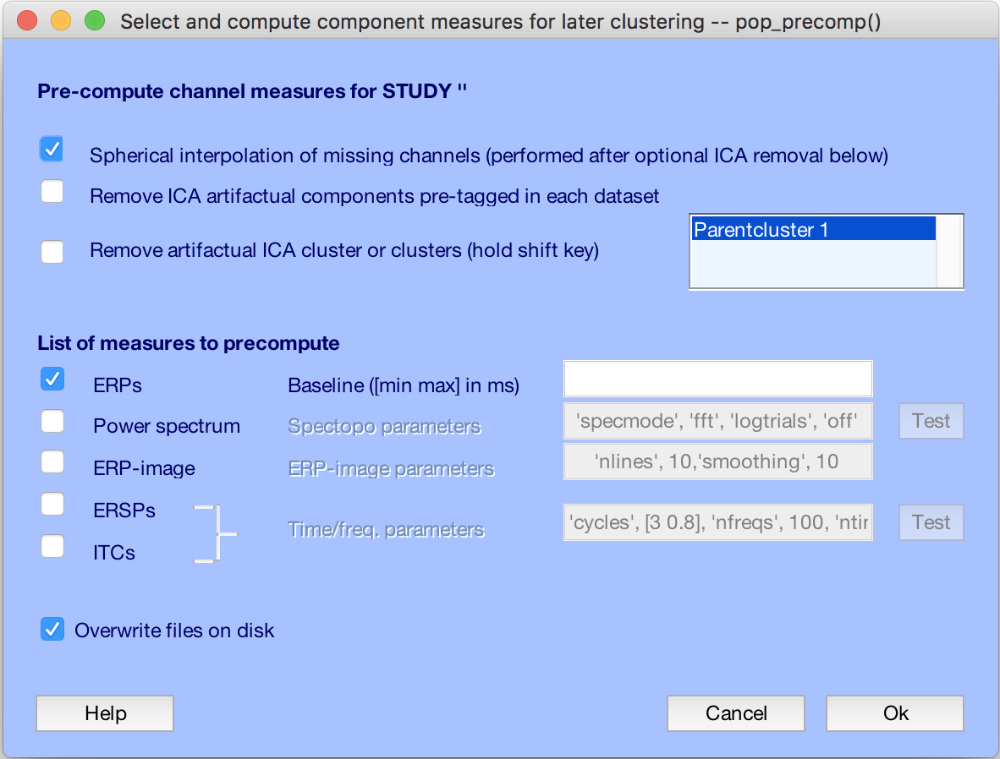 Select and compute component measures for later clustering -- pop_precomp()
Pre-compute channel measures for STUDY ''
Spherical interpolation of missing channels (performed after optional ICA removal below)
Remove ICA artifactual components pre-tagged in each dataset
Remove artifactual ICA cluster or clusters (hold shift key)
Parentcluster 1
List of measures to precompute
ERPs Baseline ([min max] in ms)
Power spectrum Spectopo parameters 'specmode', 'fft', 'logtrials', 'off' Test
ERP-image ERP-image parameters 'nlines', 10,'smoothing', 10
ERSPs
Time/freq. parameters 'cycles', [3 0.8], 'nfreqs', 100, 'ntin Test
ITCs
Overwrite files on disk
Help Cancel Ok